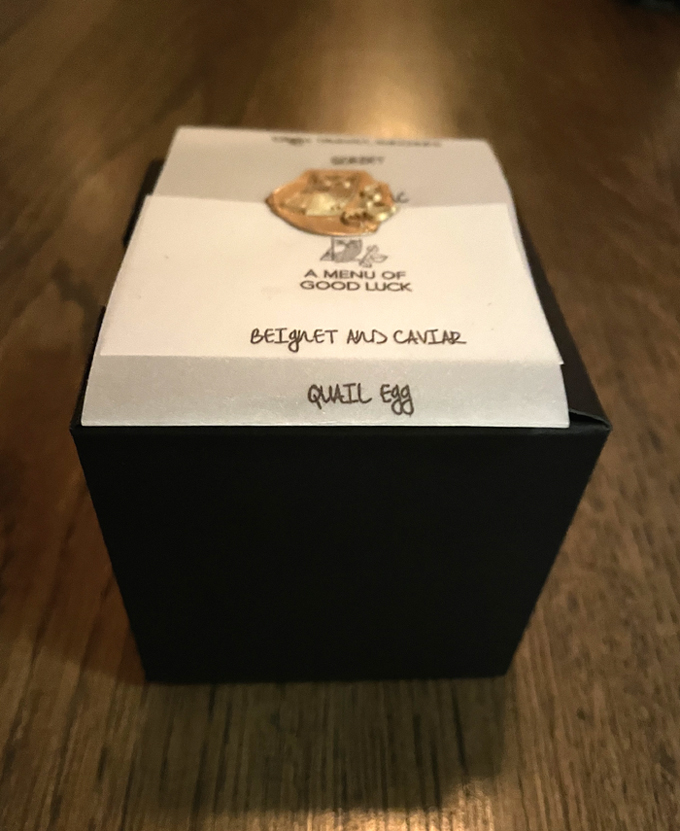 A MENU OF
GOOD LUCK
BEIgNET AND CAVIAR
QUAIL Egg